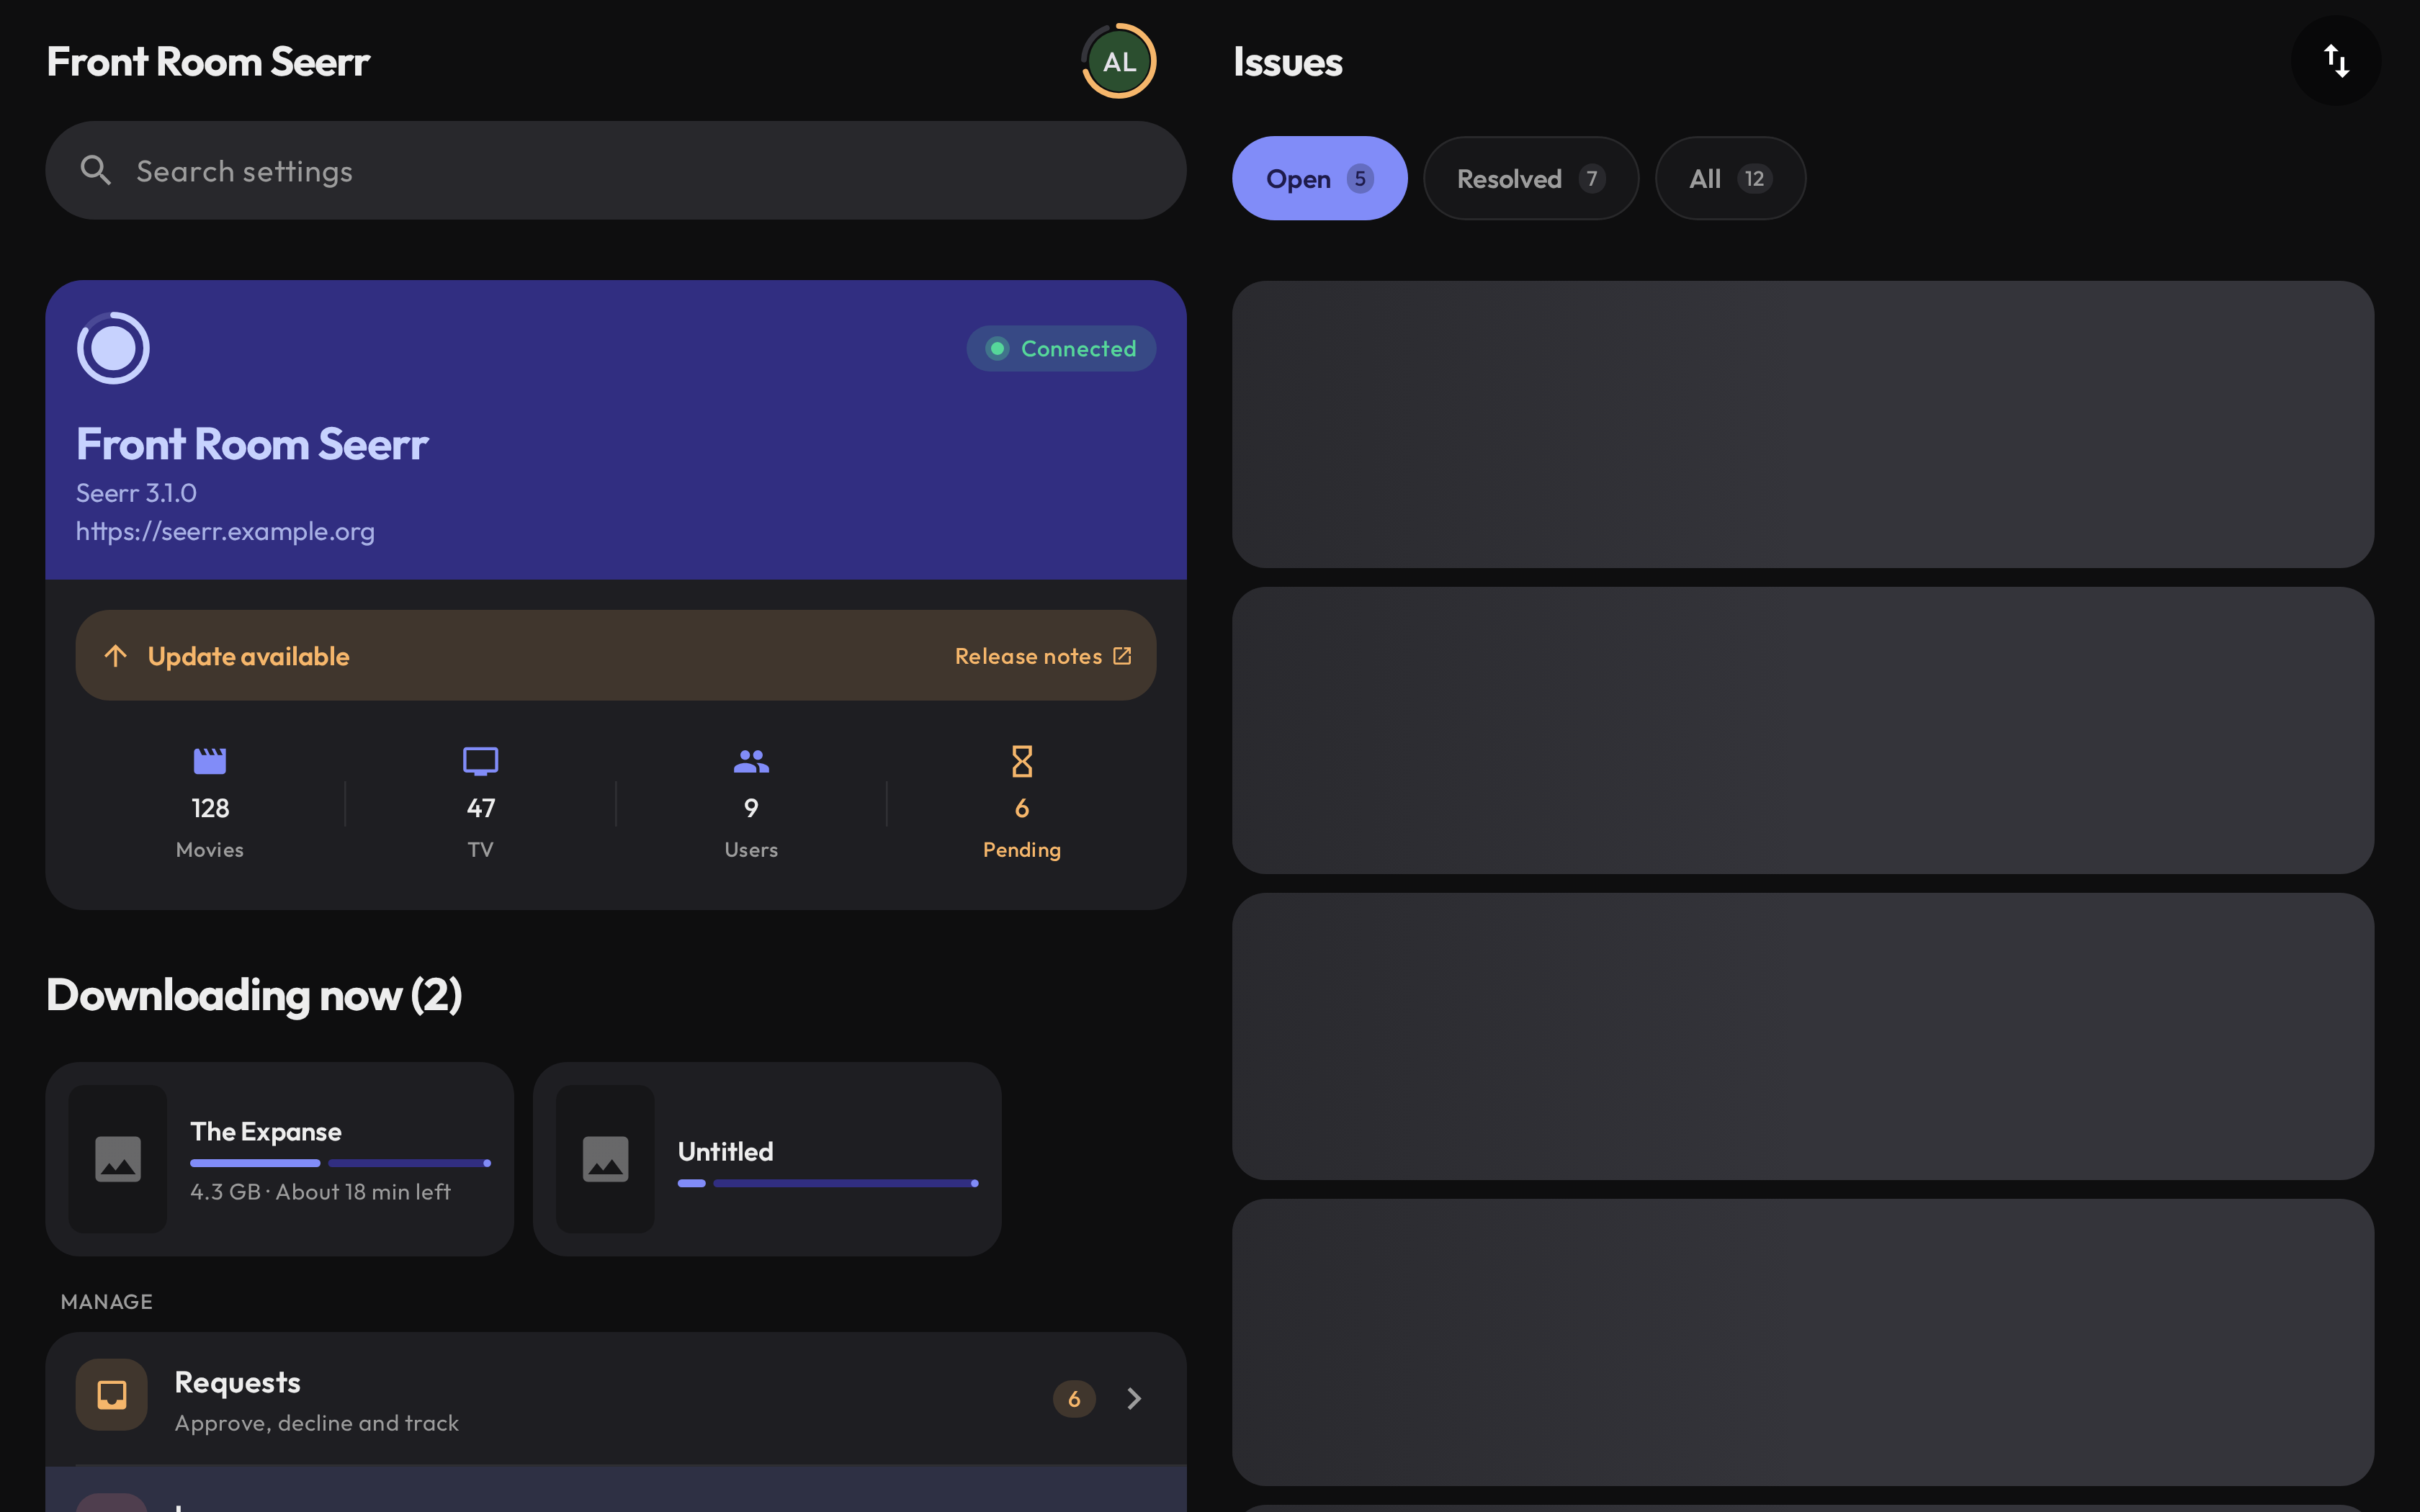 Front Room Seerr
AL
Search settings
Connected
Front Room Seerr
Seerr 3.1.0
https://seerr.example.org
Update available
Release notes
128
Movies
47
TV
9
Users
6
Pending
Downloading now (2)
The Expanse
4.3 GB · About 18 min left
Untitled
MANAGE
Requests
Approve, decline and track
6
Issues
Open 5
Resolved 7
All 12